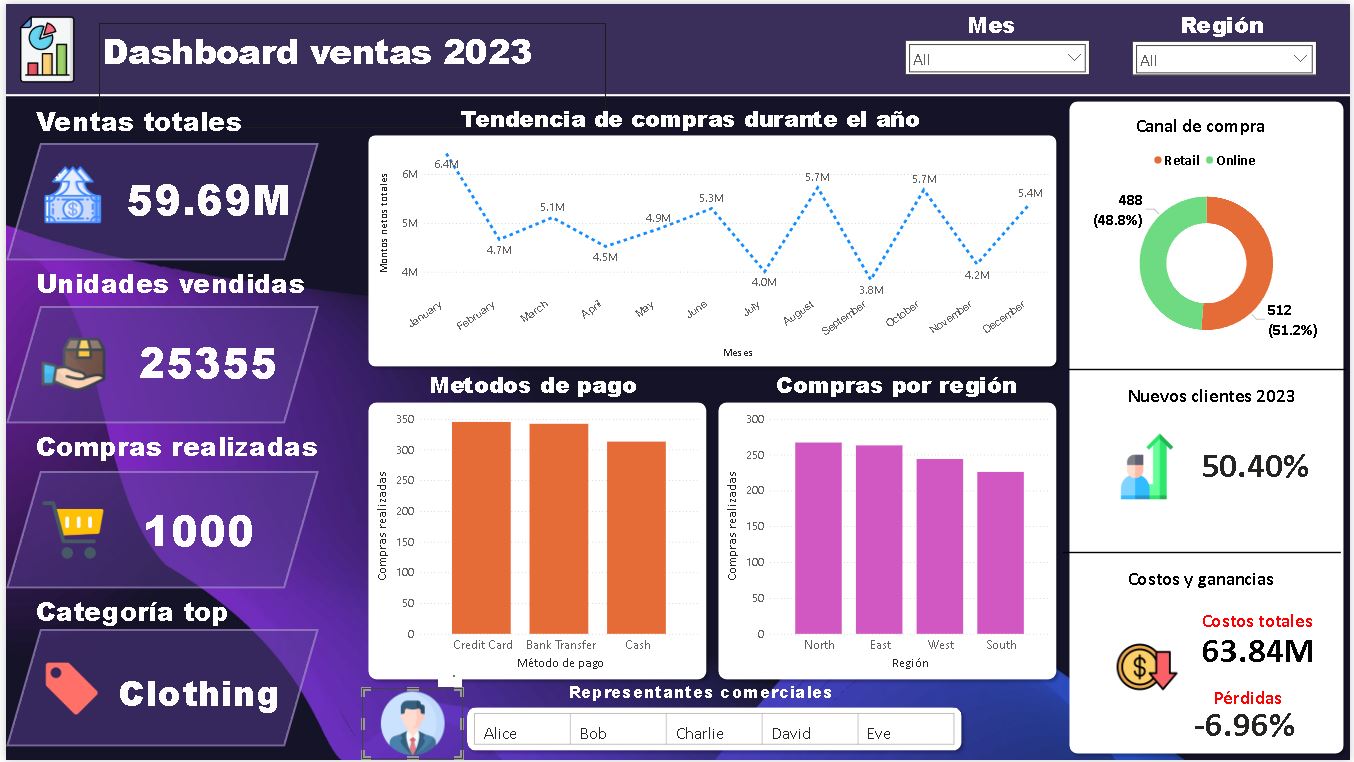 Dashboard ventas 2023
Mes
All
Región
All
Ventas totales
59.69M
Unidades vendidas
25355
Compras realizadas
1000
Categoría top
Clothing
Tendencia de compras durante el año
Montos netos totales
6M
5M
4M
6.4M
4.7M
5.1M
4.5M
4.9M
5.3M
4.0M
5.7M
3.8M
5.7M
4.2M
5.4M
January
February
March
April
May
June
July
August
September
October
November
December
Meses
Metodos de pago
Compras realizadas
350
300
250
200
150
100
50
0
Credit Card
Bank Transfer
Cash
Método de pago
Compras por región
Compras realizadas
300
250
200
150
100
50
0
North
East
West
South
Región
Representantes comerciales
Alice
Bob
Charlie
David
Eve
Canal de compra
Retail
Online
488
(48.8%)
512
(51.2%)
Nuevos clientes 2023
50.40%
Costos y ganancias
Costos totales
63.84M
Pérdidas
-6.96%